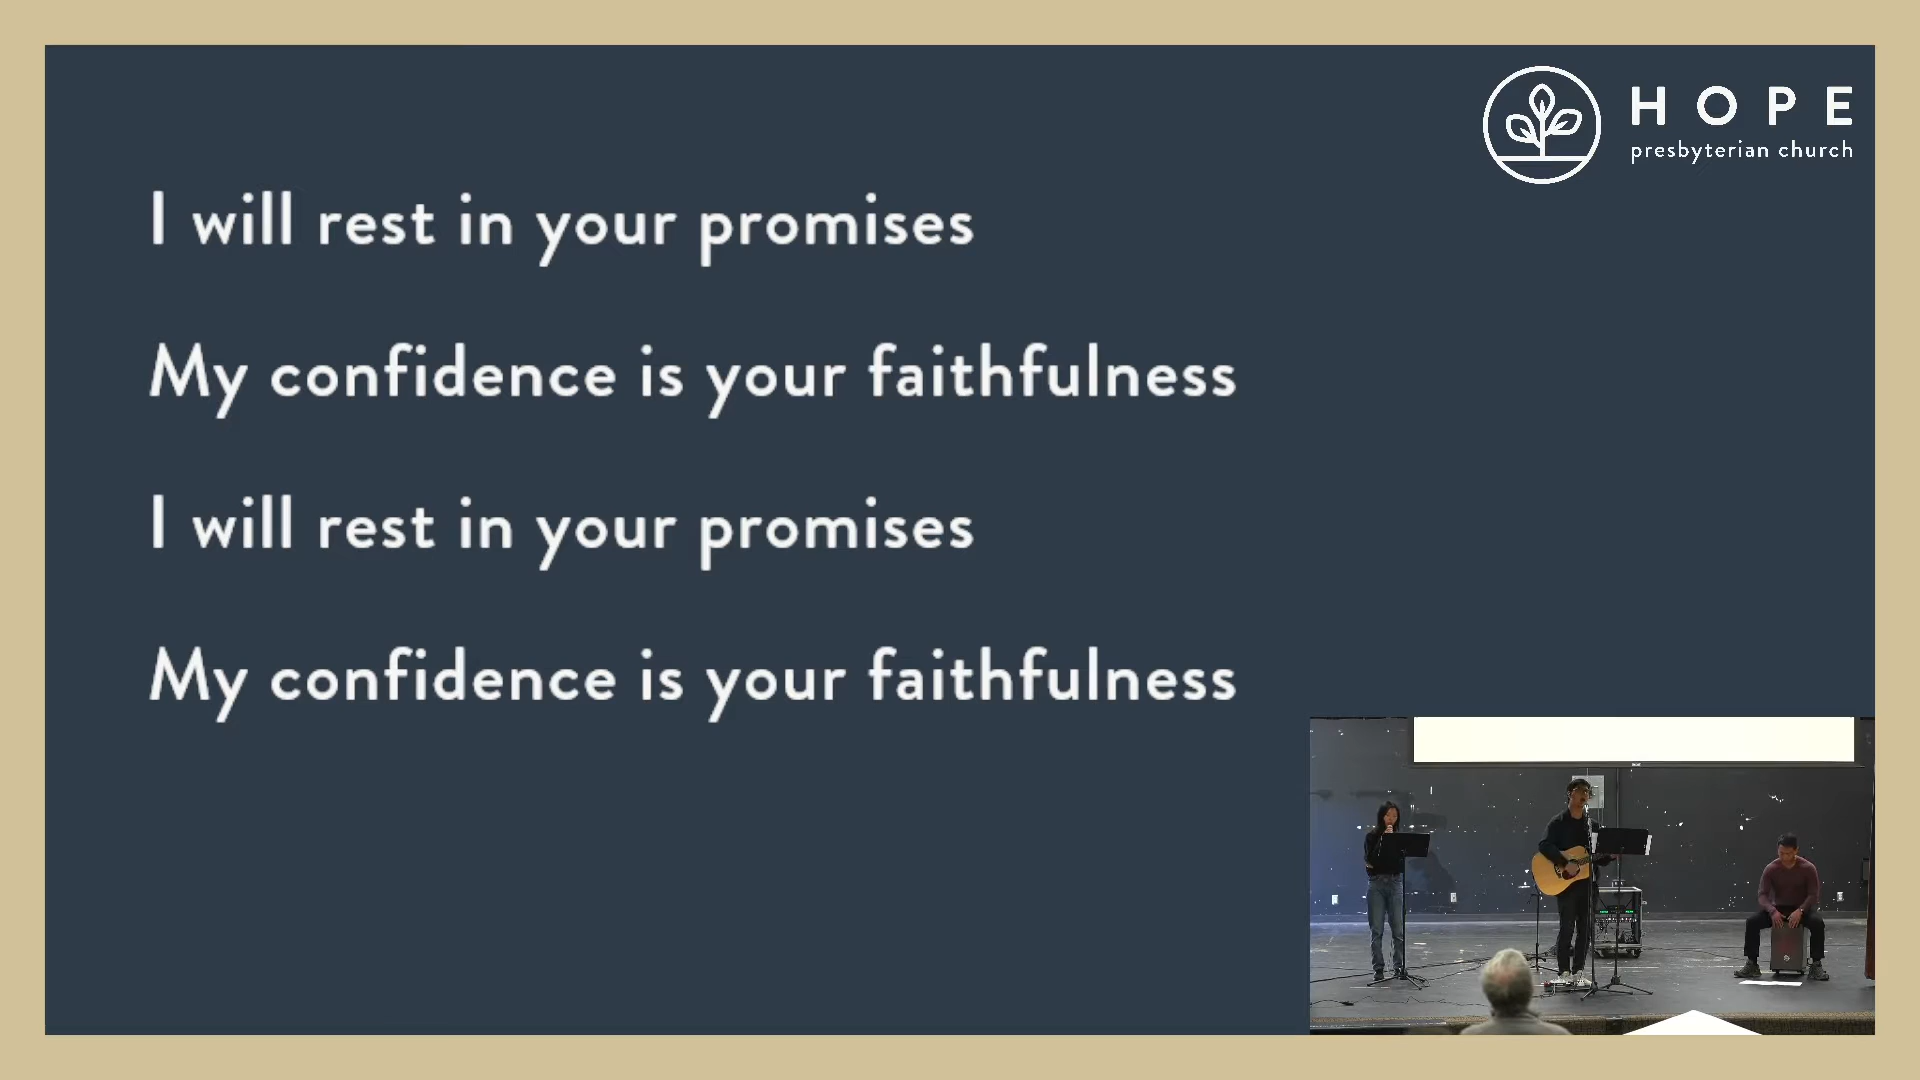 HOPE
presbyterian church
I will rest in your promises
My confidence is your faithfulness
I will rest in your promises
My confidence is your faithfulness